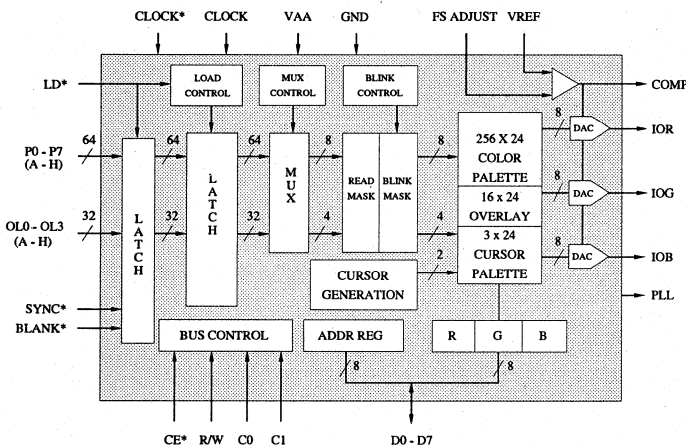 CLOCK* CLOCK VAA GND FS ADJUST VREF
LD*
LOAD
CONTROL
MUX
CONTROL
BLINK
CONTROL
COMP
P0 - P7
(A - H)
64
64
64
8
8
8
DAC
IOR
256 X 24
COLOR
PALETTE
LATCH
LATCH
MUX
READ
MASK
BLINK
MASK
8
DAC
IOG
16 x 24
OVERLAY
OL0 - OL3
(A - H)
32
32
32
4
4
3 x 24
CURSOR
PALETTE
8
DAC
IOB
2
CURSOR
GENERATION
PLL
SYNC*
BLANK*
BUS CONTROL
ADDR REG
R G B
8
8
CE* R/W C0 C1
D0 - D7